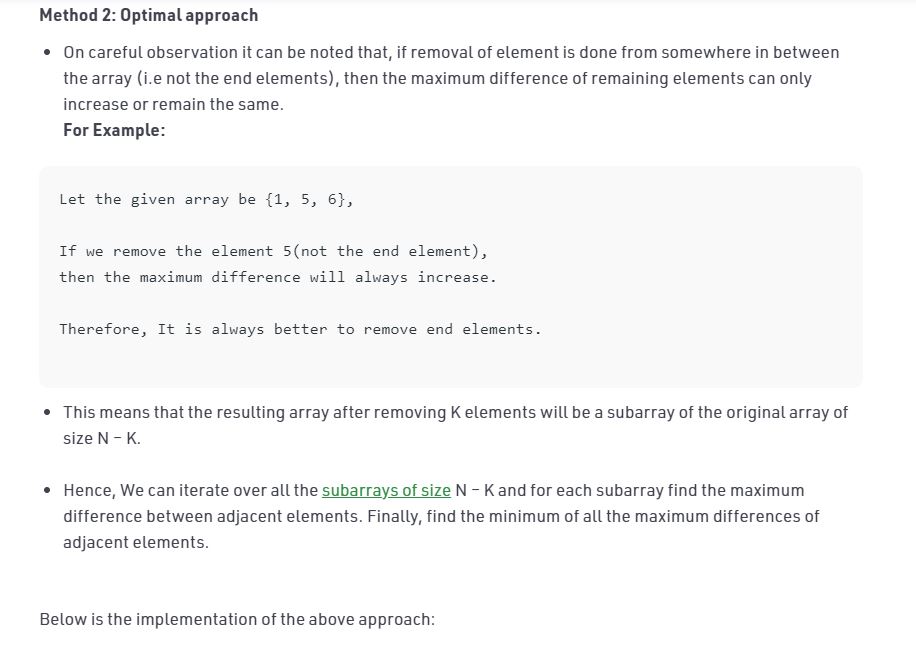 Method 2: Optimal approach
• On careful observation it can be noted that, if removal of element is done from somewhere in between
the array (i.e not the end elements), then the maximum difference of remaining elements can only
increase or remain the same.
For Example:
Let the given array be {1, 5, 6},
If we remove the element 5(not the end element),
then the maximum difference will always increase.
Therefore, It is always better to remove end elements.
• This means that the resulting array after removing K elements will be a subarray of the original array of
size N – K.
• Hence, We can iterate over all the subarrays of size N – K and for each subarray find the maximum
difference between adjacent elements. Finally, find the minimum of all the maximum differences of
adjacent elements.
Below is the implementation of the above approach: